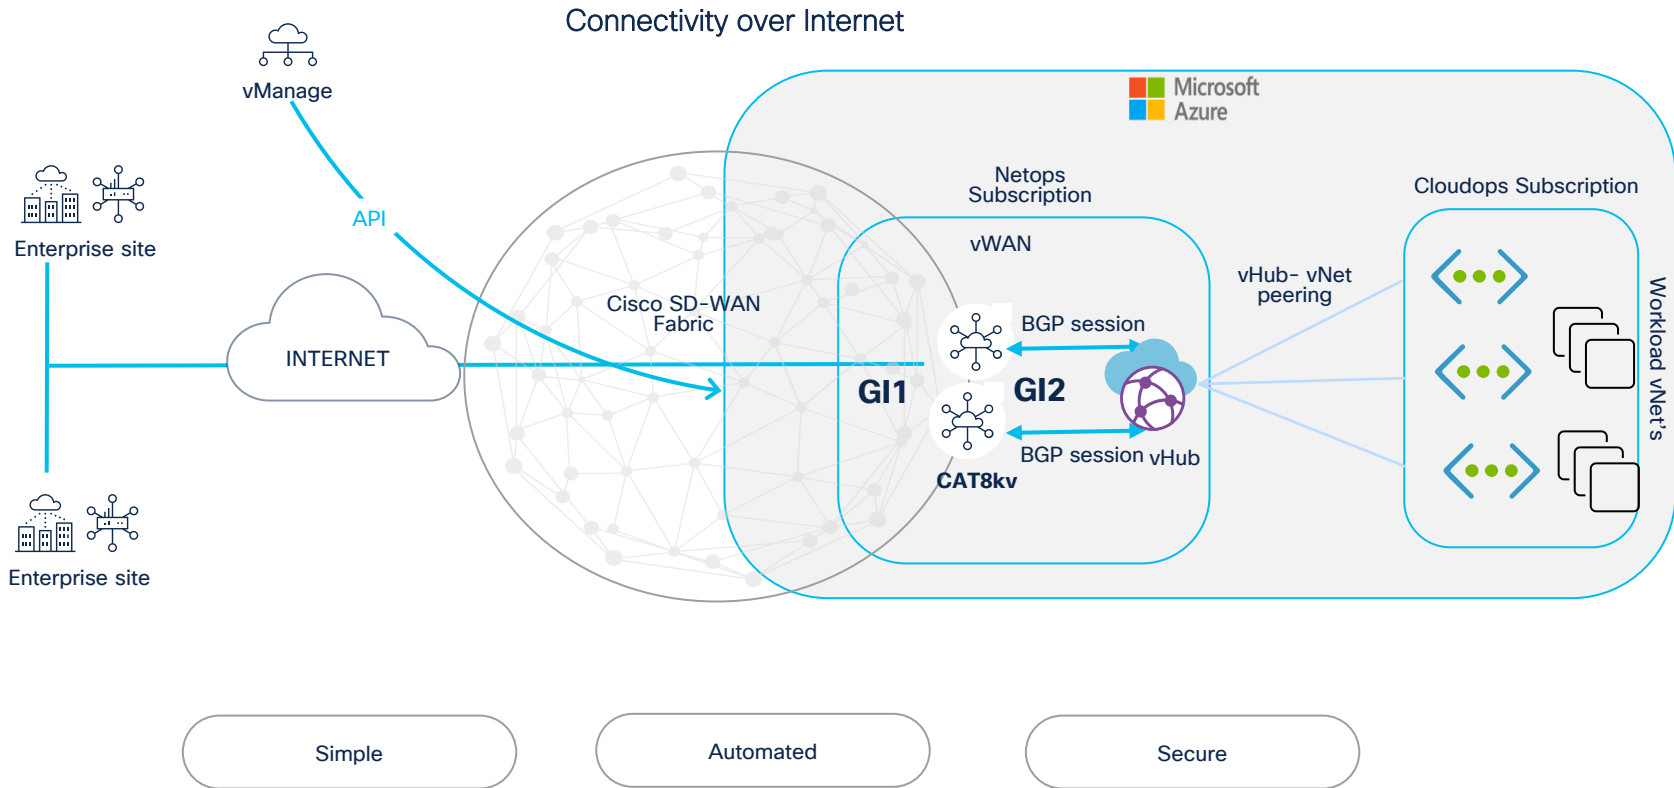 Connectivity over Internet
vManage
Microsoft
Azure
Netops
Subscription
Cloudops Subscription
Enterprise site
API
vWAN
vHub- vNet
peering
Cisco SD-WAN
Fabric
INTERNET
BGP session
GI1
GI2
BGP session
vHub
CAT8kv
Workload vNet's
Enterprise site
Simple
Automated
Secure